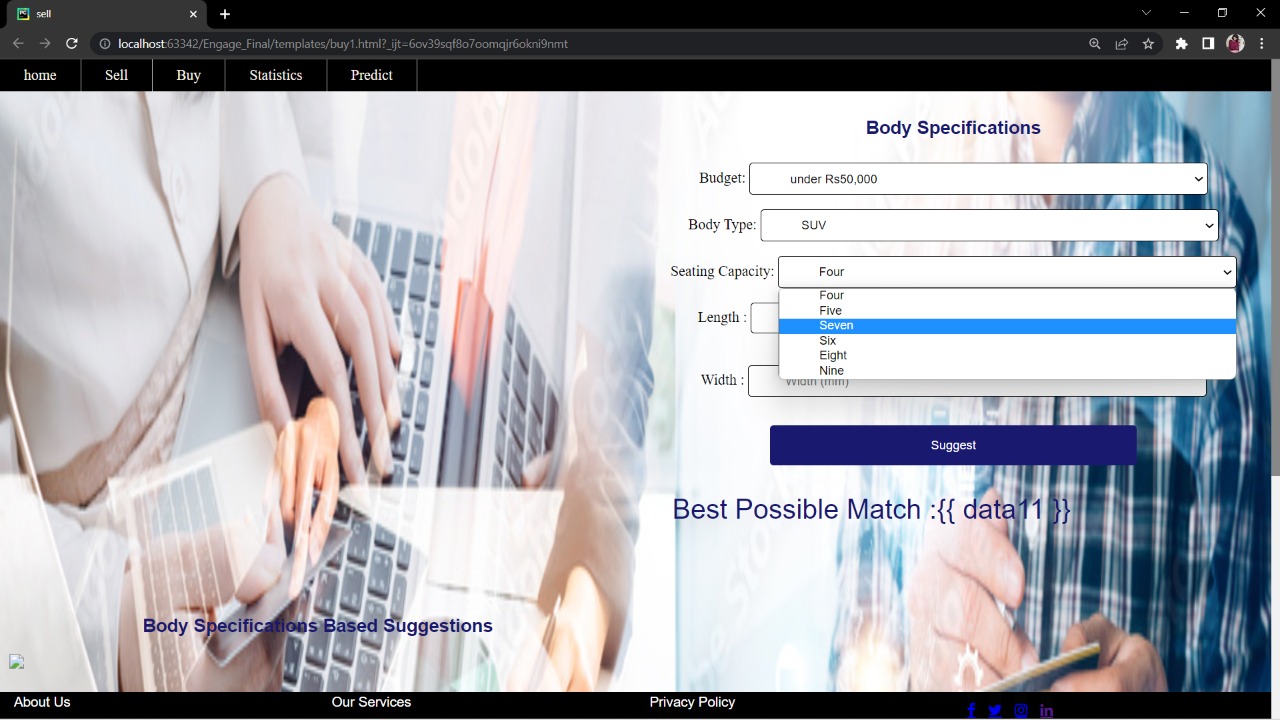 sell
localhost:63342/Engage_Final/templates/buy1.html?_ijt=6ov39sqf8o7oomqjr6okni9nmt
home Sell Buy Statistics Predict
Body Specifications
Budget: under Rs50,000
Body Type: SUV
Seating Capacity: Four
Four
Five
Seven
Six
Eight
Nine
Length :
Width : Width (mm)
Suggest
Best Possible Match :{{ data11 }}
Body Specifications Based Suggestions
About Us Our Services Privacy Policy